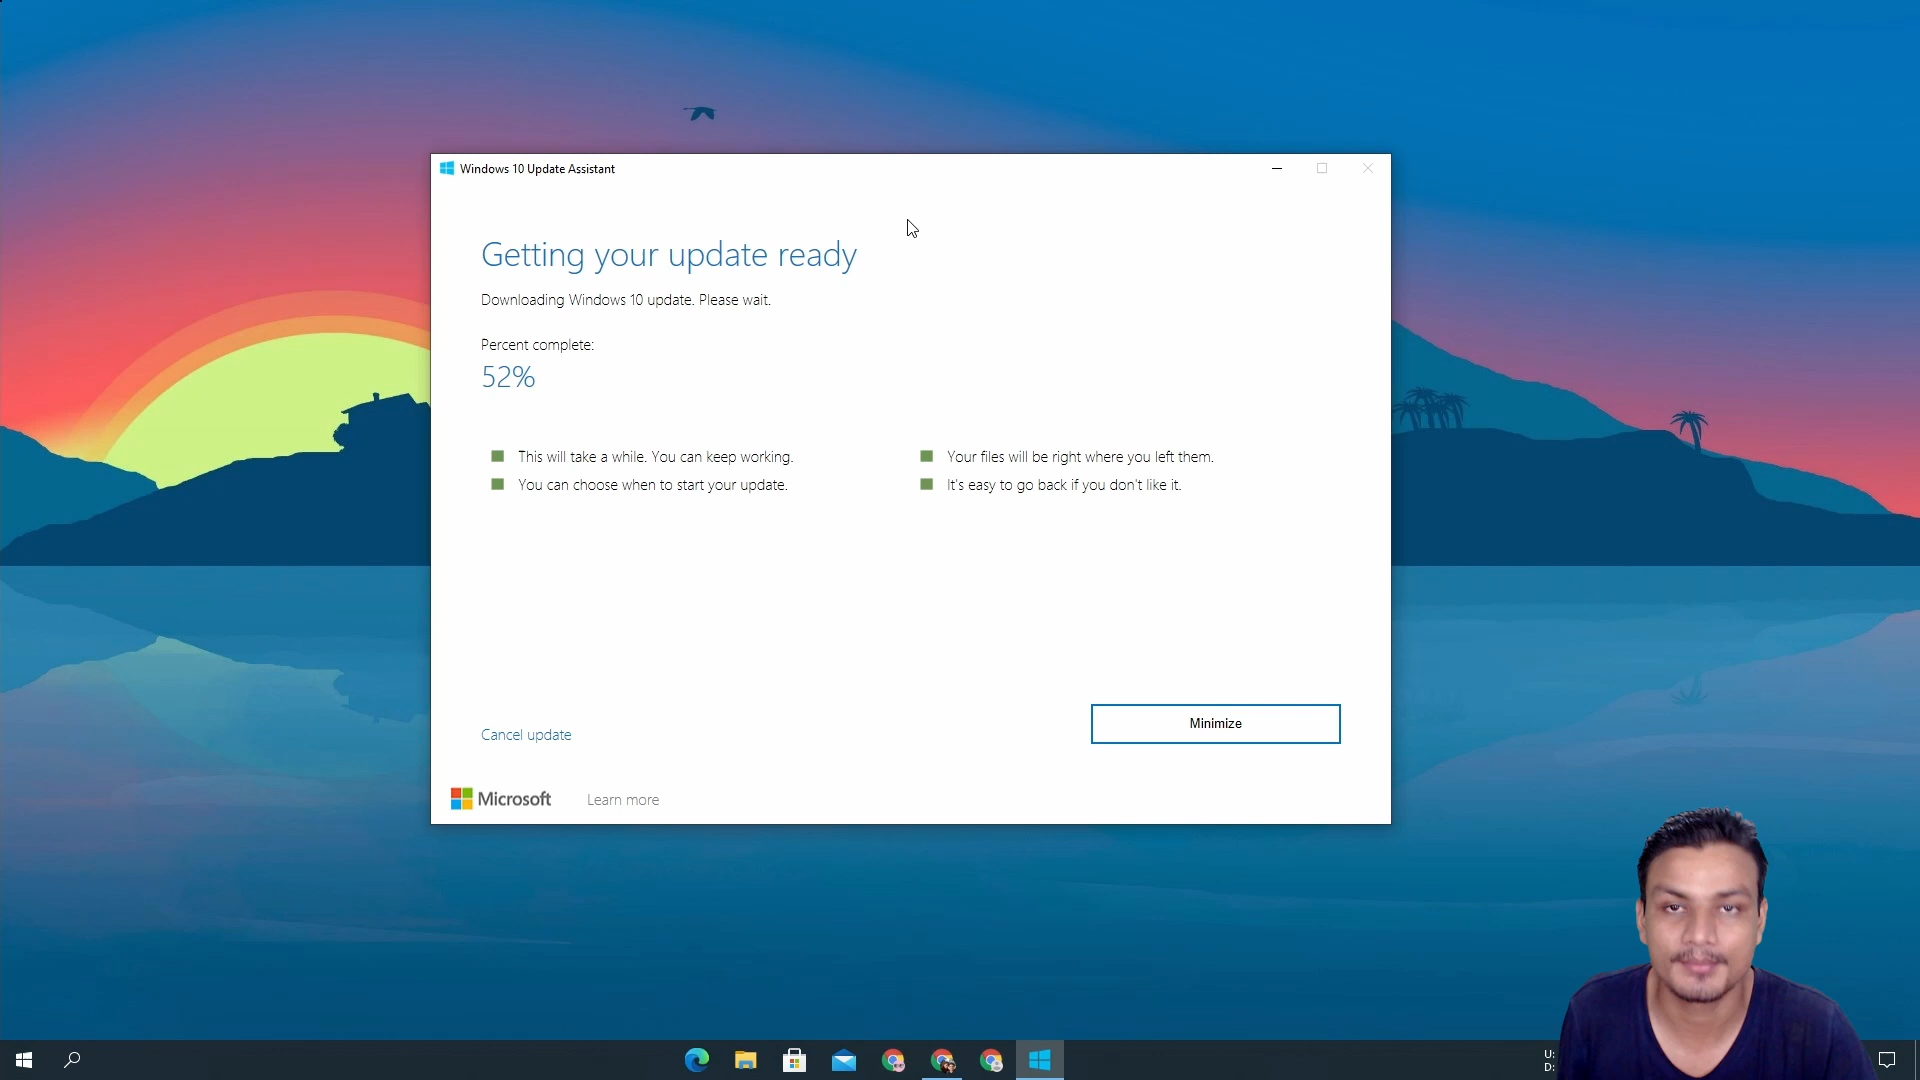 Windows 10 Update Assistant
Getting your update ready
Downloading Windows 10 update. Please wait.
Percent complete:
52%
This will take a while. You can keep working.
Your files will be right where you left them.
You can choose when to start your update.
It's easy to go back if you don't like it.
Minimize
Cancel update
Microsoft
Learn more
U:
D: